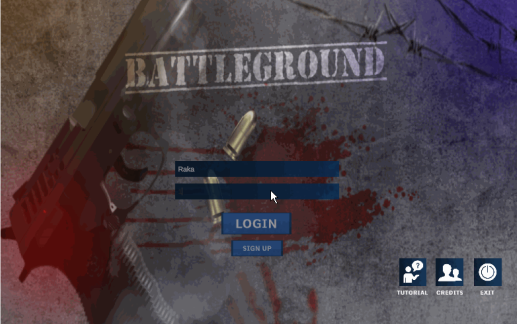 BATTLEGROUND
Raka
LOGIN
SIGN UP
TUTORIAL CREDITS EXIT